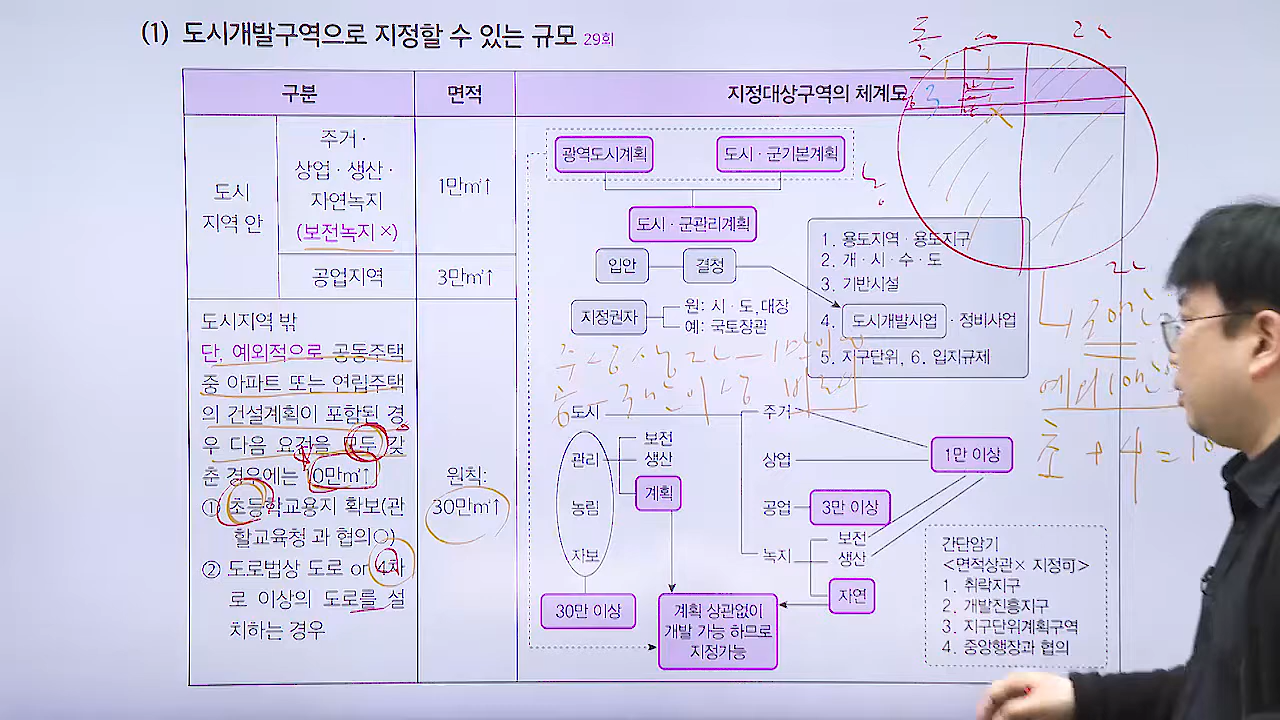 (1) 도시개발구역으로 지정할 수 있는 규모 29회
구분
면적
지정대상구역의 체계도
도시
지역 안
주거 ·
상업 · 생산 ·
자연녹지
(보전녹지×)
1만㎡↑
공업지역
3만㎡↑
도시지역 밖
단, 예외적으로 공동주택
중 아파트 또는 연립주택
의 건설계획이 포함된 경
우 다음 요건을 모두 갖
춘 경우에는 10만㎡↑
① 초등학교용지 확보(관
할교육청과 협의○)
② 도로법상 도로 or 4차
로 이상의 도로를 설
치하는 경우
원칙:
30만㎡↑
광역도시계획
도시 · 군기본계획
도시 · 군관리계획
입안
결정
지정권자
원: 시 · 도, 대장
예: 국토장관
1. 용도지역 · 용도지구
2. 개 · 시 · 수 · 도
3. 기반시설
4. 도시개발사업 · 정비사업
5. 지구단위, 6. 입지규제
도시
관리
농림
자보
보전
생산
계획
30만 이상
주거
상업
공업
녹지
1만 이상
3만 이상
보전
생산
자연
계획 상관없이
개발 가능 하므로
지정가능
간단암기
<면적상관× 지정可>
1. 취락지구
2. 개발진흥지구
3. 지구단위계획구역
4. 중앙행장과 협의
초 + 4 =